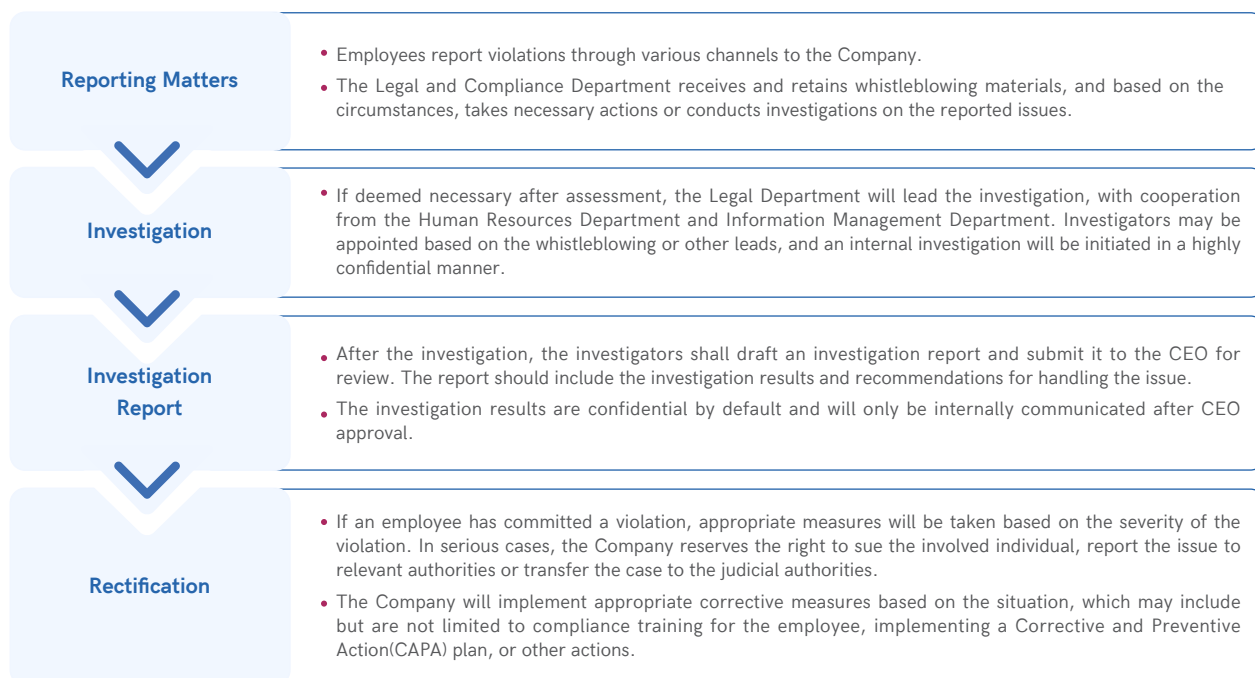 Reporting Matters
• Employees report violations through various channels to the Company.
• The Legal and Compliance Department receives and retains whistleblowing materials, and based on the
circumstances, takes necessary actions or conducts investigations on the reported issues.
Investigation
• If deemed necessary after assessment, the Legal Department will lead the investigation, with cooperation
from the Human Resources Department and Information Management Department. Investigators may be
appointed based on the whistleblowing or other leads, and an internal investigation will be initiated in a highly
confidential manner.
Investigation
Report
• After the investigation, the investigators shall draft an investigation report and submit it to the CEO for
review. The report should include the investigation results and recommendations for handling the issue.
• The investigation results are confidential by default and will only be internally communicated after CEO
approval.
Rectification
• If an employee has committed a violation, appropriate measures will be taken based on the severity of the
violation. In serious cases, the Company reserves the right to sue the involved individual, report the issue to
relevant authorities or transfer the case to the judicial authorities.
• The Company will implement appropriate corrective measures based on the situation, which may include
but are not limited to compliance training for the employee, implementing a Corrective and Preventive
Action(CAPA) plan, or other actions.